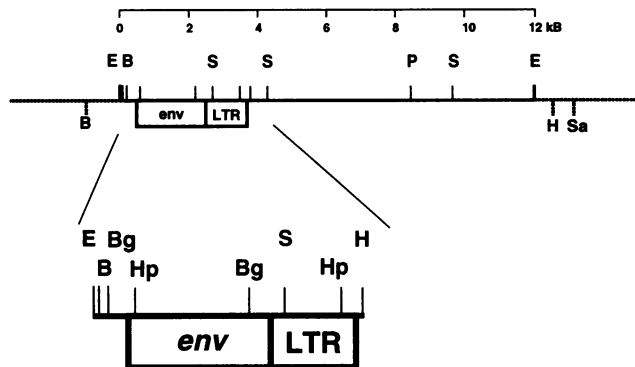 0 2 4 6 8 10 12 kB
E B S S P S E
env LTR
B H Sa
E Bg S H
B Hp Bg Hp
env LTR